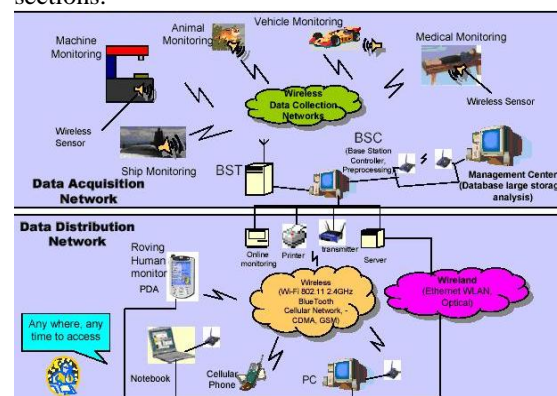 sections.
Machine
Monitoring
Animal
Monitoring
Vehicle Monitoring
Medical Monitoring
Wireless
Data Collection
Networks
Wireless
Sensor
Ship Monitoring
Wireless Sensor
BST
BSC
(Base Station
Controller,
Preprocessing)
Management Center
(Database large storage,
analysis)
Data Acquisition
Network
Data Distribution
Network
Roving
Human
monitor
PDA
Online
monitoring
Printer
transmitter
Server
Wireless
(Wi-Fi 802.11 2.4GHz
BlueTooth
Cellular Network, -
CDMA, GSM)
Wireland
(Ethernet WLAN,
Optical)
Any where, any
time to access
Notebook
Cellular
Phone
PC